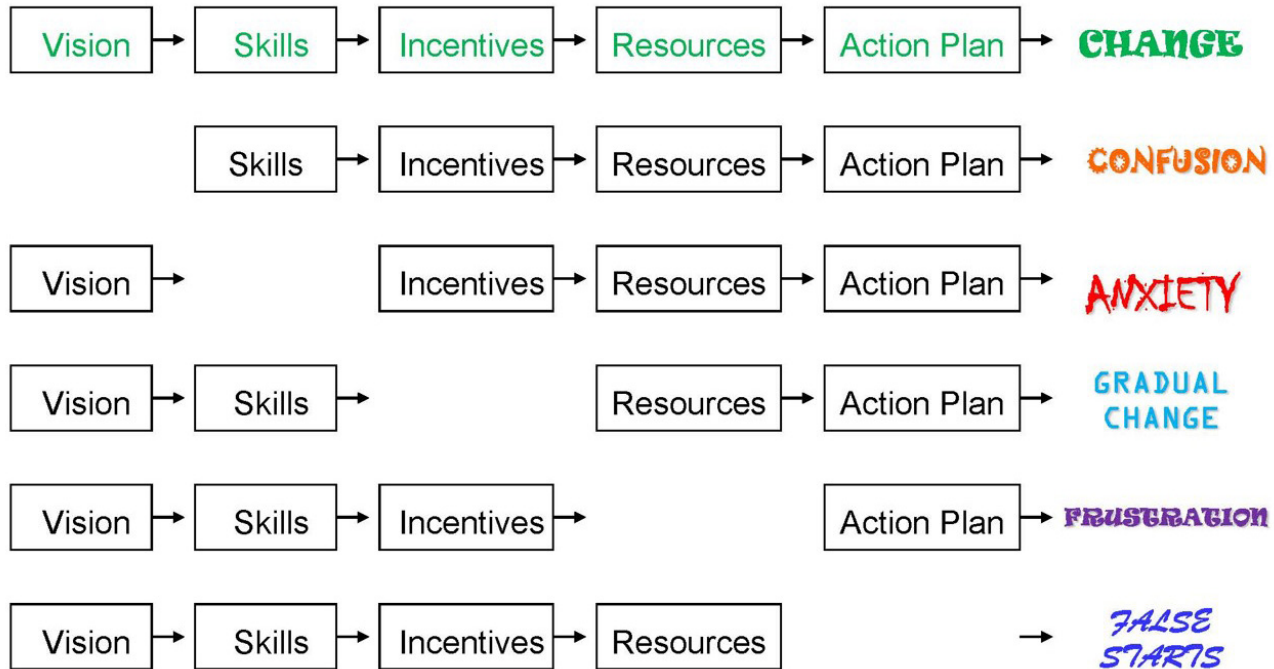 Vision Skills Incentives Resources Action Plan CHANGE
Skills Incentives Resources Action Plan CONFUSION
Vision Incentives Resources Action Plan ANXIETY
Vision Skills Resources Action Plan GRADUAL CHANGE
Vision Skills Incentives Action Plan FRUSTRATION
Vision Skills Incentives Resources FALSE STARTS